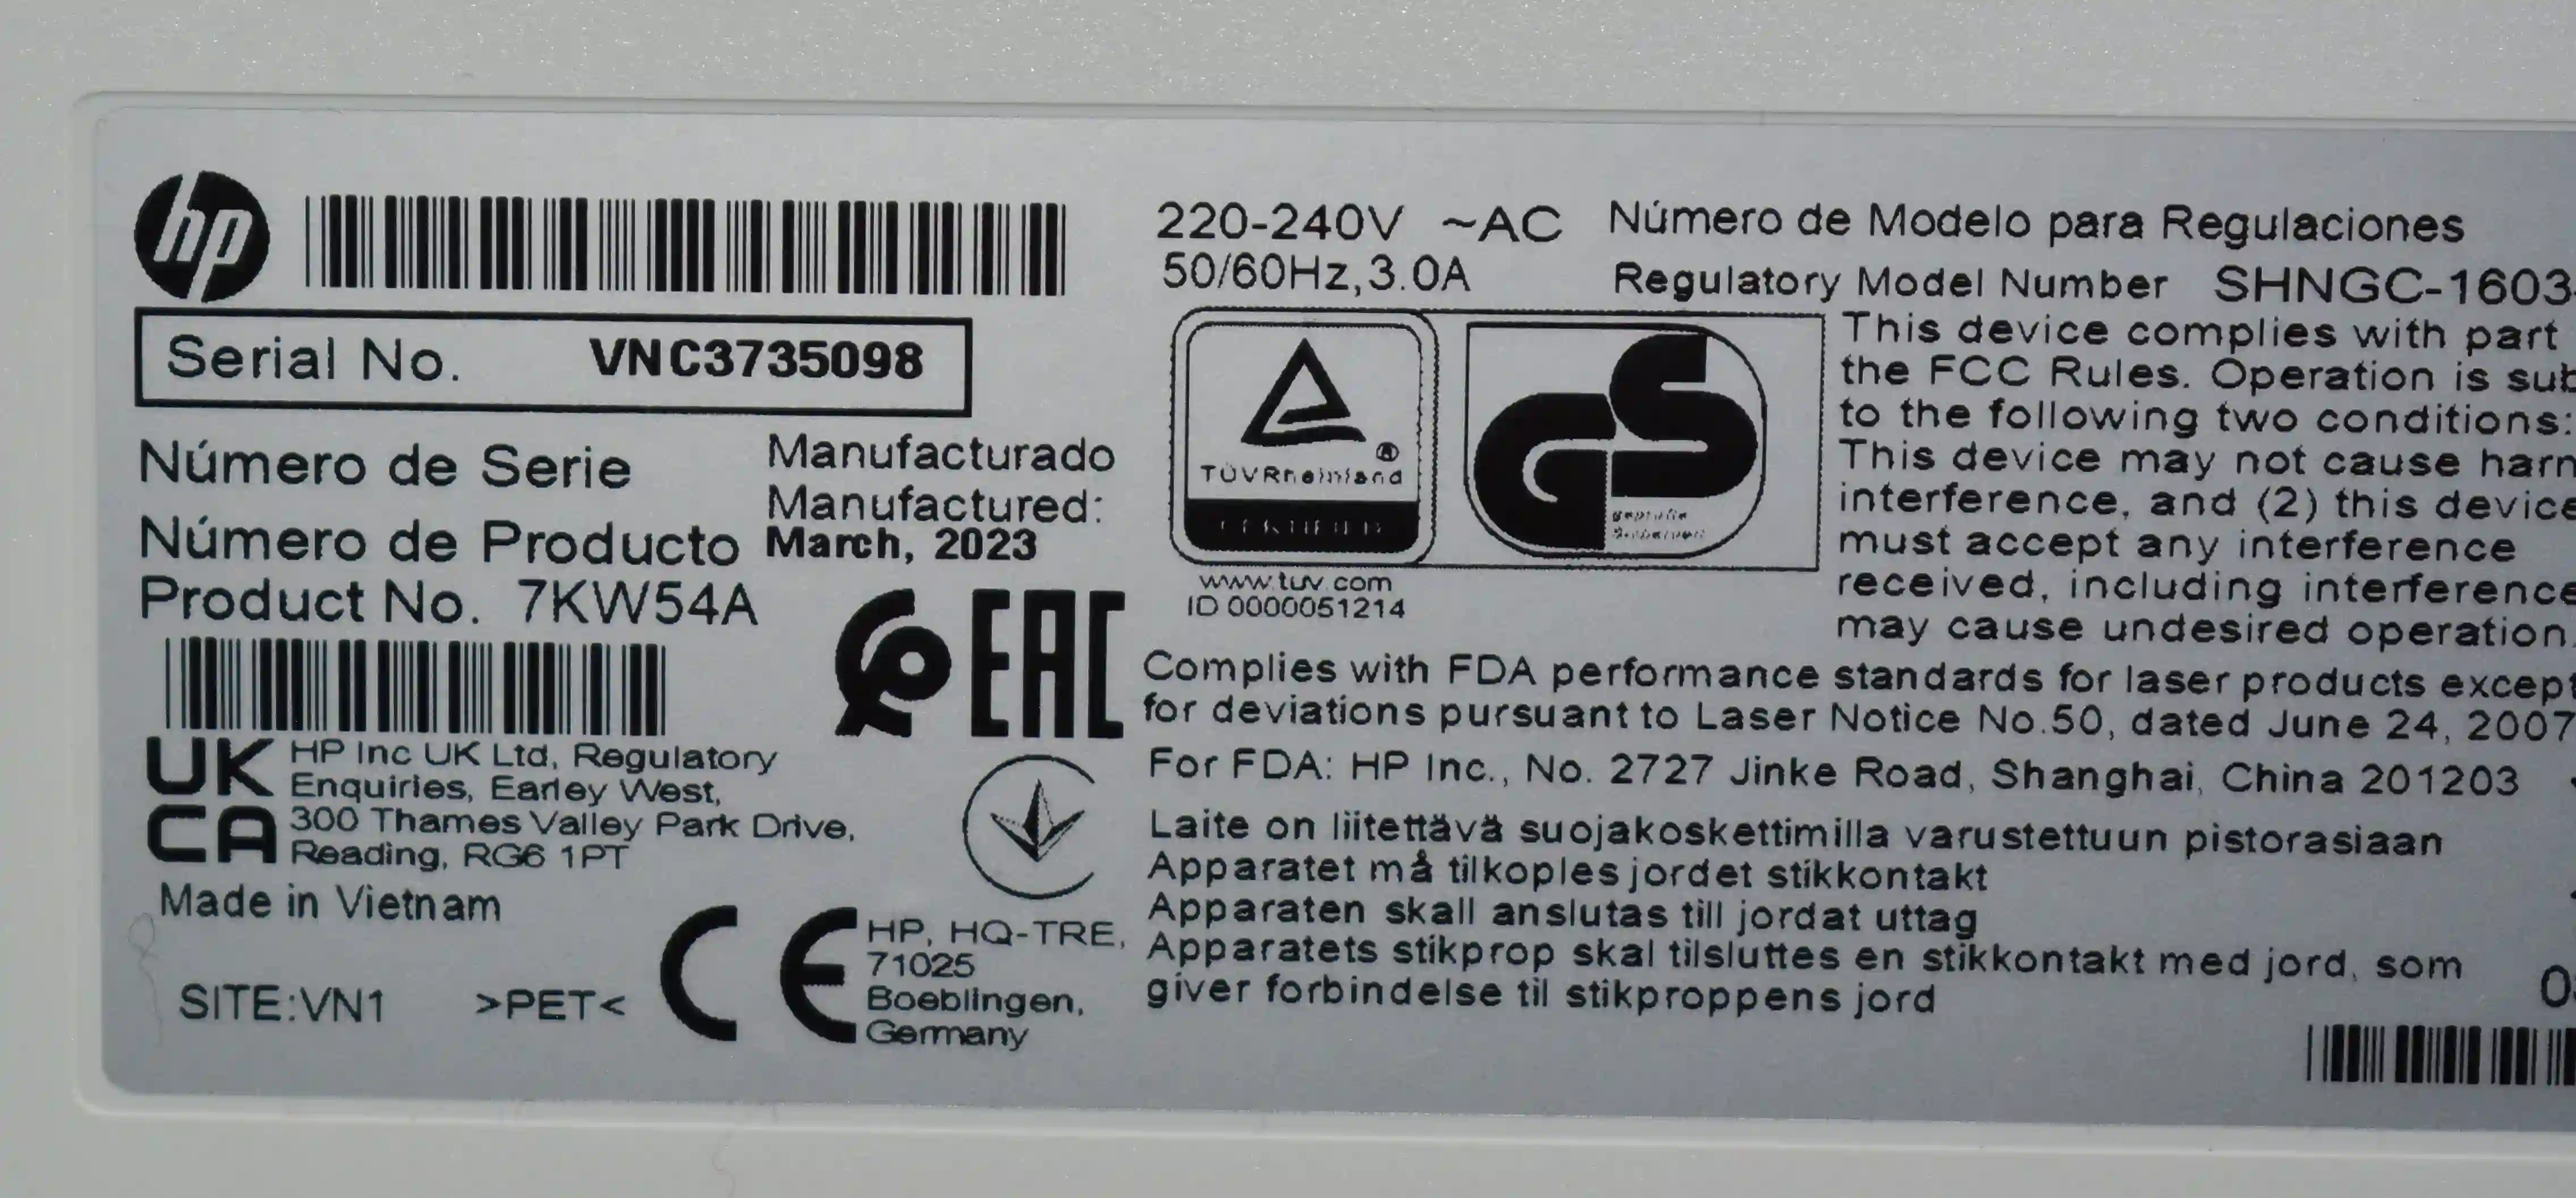 hp
220-240V ~AC
50/60Hz,3.0A
Número de Modelo para Regulaciones
Regulatory Model Number SHNGC-1603
Serial No. VNC3735098
Número de Serie
Manufacturado
Manufactured:
March, 2023
Número de Producto
Product No. 7KW54A
TÜVRheinland
CERTIFIED
www.tuv.com
ID 0000051214
GS
geprüfte
Sicherheit
This device complies with part
the FCC Rules. Operation is
to the following two conditions:
This device may not cause
interference, and (2) this device
must accept any interference
received, including interference
may cause undesired operation.
EAC
Complies with FDA performance standards for laser products except
for deviations pursuant to Laser Notice No.50, dated June 24, 2007
For FDA: HP Inc., No. 2727 Jinke Road, Shanghai, China 201203
UK
CA
HP Inc UK Ltd, Regulatory
Enquiries, Earley West,
300 Thames Valley Park Drive,
Reading, RG6 1PT
Laite on liitettävä suojakoskettimilla varustettuun pistorasiaan
Apparatet må tilkoples jordet stikkontakt
Apparaten skall anslutas till jordat uttag
Apparatets stikprop skal tilsluttes en stikkontakt med jord, som
giver forbindelse til stikproppens jord
Made in Vietnam
SITE:VN1 >PET<
CE
HP, HQ-TRE,
71025
Boeblingen,
Germany